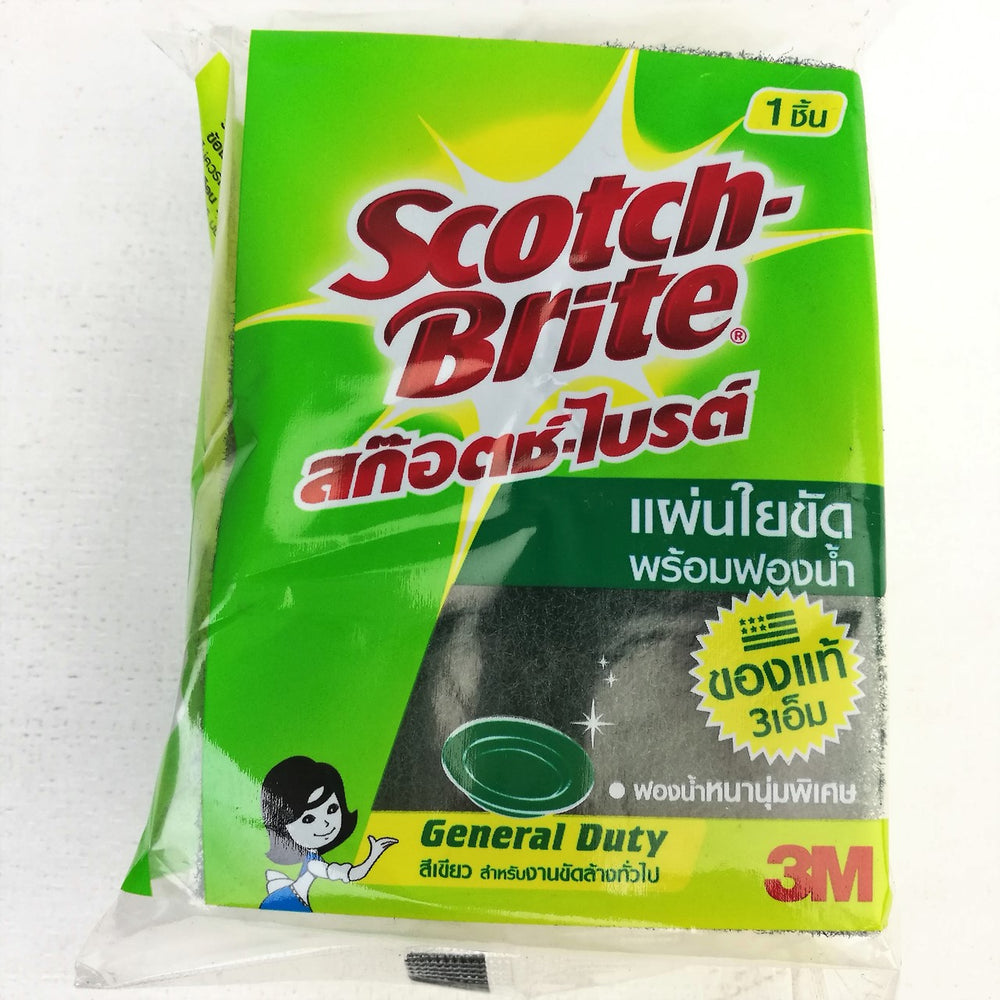 1 ชิ้น
Scotch-
Brite®
สก๊อตช์-ไบรต์
แผ่นใยขัด
พร้อมฟองน้ำ
ของแท้
3เอ็ม
• ฟองน้ำหนานุ่มพิเศษ
General Duty
สีเขียว สำหรับงานขัดล้างทั่วไป
3M